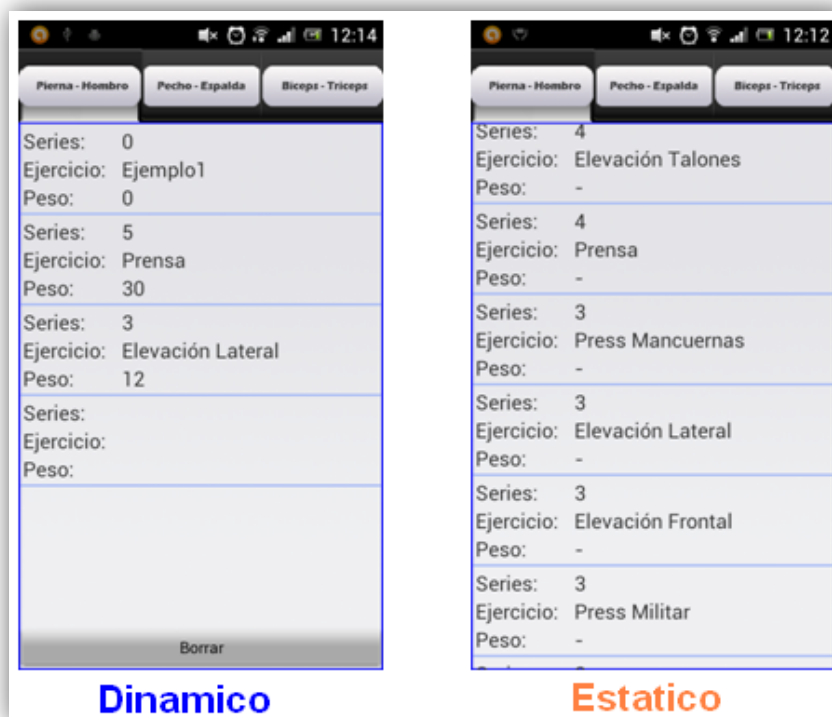 12:14
Pierna - Hombro Pecho - Espalda Biceps - Triceps
Series: 0
Ejercicio: Ejemplo1
Peso: 0
Series: 5
Ejercicio: Prensa
Peso: 30
Series: 3
Ejercicio: Elevación Lateral
Peso: 12
Series:
Ejercicio:
Peso:
Borrar
Dinamico
12:12
Pierna - Hombro Pecho - Espalda Biceps - Triceps
Series: 4
Ejercicio: Elevación Talones
Peso: -
Series: 4
Ejercicio: Prensa
Peso: -
Series: 3
Ejercicio: Press Mancuernas
Peso: -
Series: 3
Ejercicio: Elevación Lateral
Peso: -
Series: 3
Ejercicio: Elevación Frontal
Peso: -
Series: 3
Ejercicio: Press Militar
Peso: -
Estatico